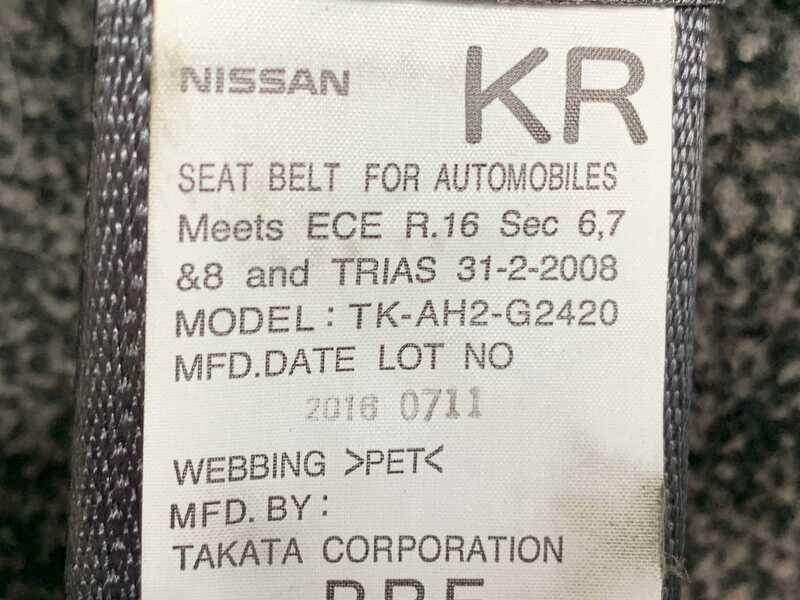 NISSAN KR
SEAT BELT FOR AUTOMOBILES
Meets ECE R.16 Sec 6,7
&8 and TRIAS 31-2-2008
MODEL: TK-AH2-G2420
MFD.DATE LOT NO
2016 0711
WEBBING >PET<
MFD. BY:
TAKATA CORPORATION